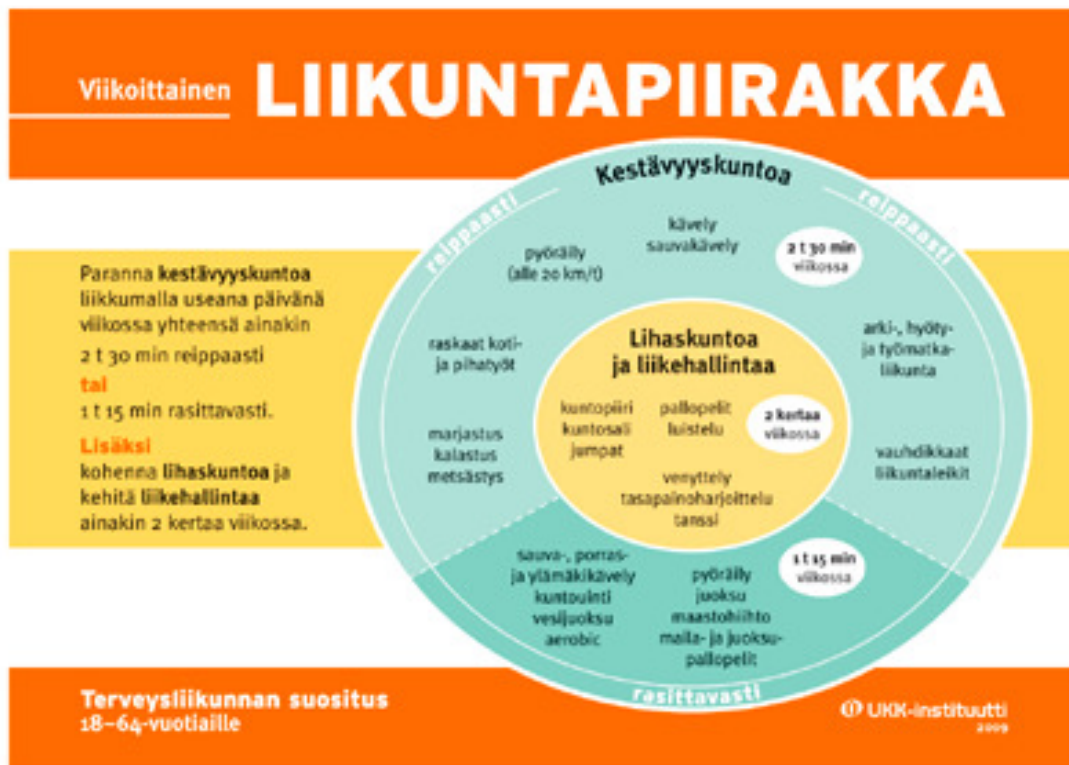 Viikoittainen LIIKUNTAPIIRAKKA
Paranna kestävyyskuntoa
liikkumalla useana päivänä
viikossa yhteensä ainakin
2 t 30 min reippaasti
tai
1 t 15 min rasittavasti.
Lisäksi
kohenna lihaskuntoa ja
kehitä liikehallintaa
ainakin 2 kertaa viikossa.
Kestävyyskuntoa
reippaasti
reippaasti
kävely
sauvakävely
2 t 30 min
viikossa
pyöräily
(alle 20 km/t)
raskaat koti-
ja pihatyöt
arki-, hyöty-
ja työmatka-
liikunta
marjastus
kalastus
metsästys
vauhdikkaat
liikuntaleikit
Lihaskuntoa
ja liikehallintaa
kuntopiiri
kuntosali
jumpat
pallopelit
luistelu
2 kertaa
viikossa
venyttely
tasapainoharjoittelu
tanssi
sauva-, porras-
ja ylämäkikävely
kuntouinti
vesijuoksu
aerobic
pyöräily
juoksu
maastohiihto
maila- ja juoksu-
pallopelit
1 t 15 min
viikossa
rasittavasti
Terveysliikunnan suositus
18–64-vuotiaille
UKK-instituutti
2009